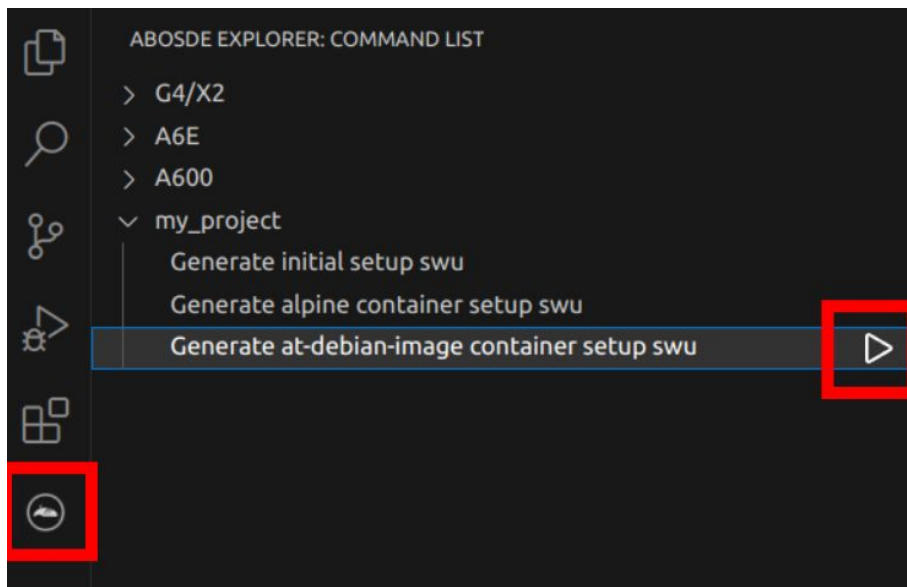 ABOSDE EXPLORER: COMMAND LIST
G4/X2
A6E
A600
my_project
Generate initial setup swu
Generate alpine container setup swu
Generate at-debian-image container setup swu